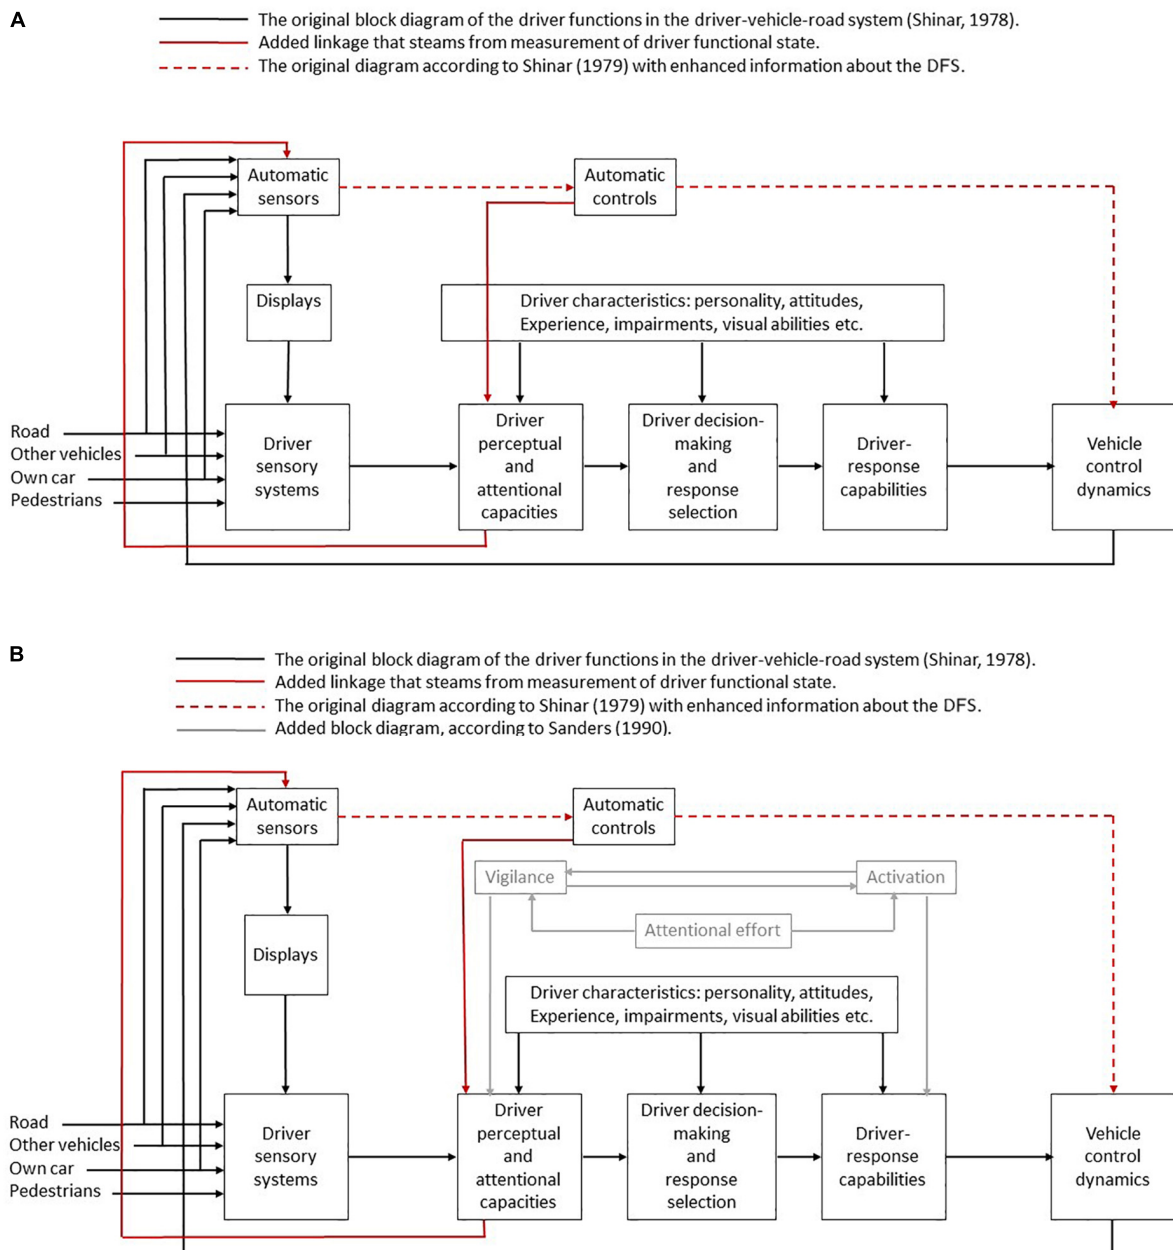 A
The original block diagram of the driver functions in the driver-vehicle-road system (Shinar, 1978).
Added linkage that steams from measurement of driver functional state.
The original diagram according to Shinar (1979) with enhanced information about the DFS.
Automatic
sensors
Automatic
controls
Displays
Driver characteristics: personality, attitudes,
Experience, impairments, visual abilities etc.
Road
Other vehicles
Own car
Pedestrians
Driver
sensory
systems
Driver
perceptual
and
attentional
capacities
Driver decision-
making
and
response
selection
Driver-
response
capabilities
Vehicle
control
dynamics
B
The original block diagram of the driver functions in the driver-vehicle-road system (Shinar, 1978).
Added linkage that steams from measurement of driver functional state.
The original diagram according to Shinar (1979) with enhanced information about the DFS.
Added block diagram, according to Sanders (1990).
Automatic
sensors
Automatic
controls
Vigilance
Activation
Attentional effort
Displays
Driver characteristics: personality, attitudes,
Experience, impairments, visual abilities etc.
Road
Other vehicles
Own car
Pedestrians
Driver
sensory
systems
Driver
perceptual
and
attentional
capacities
Driver decision-
making
and
response
selection
Driver-
response
capabilities
Vehicle
control
dynamics